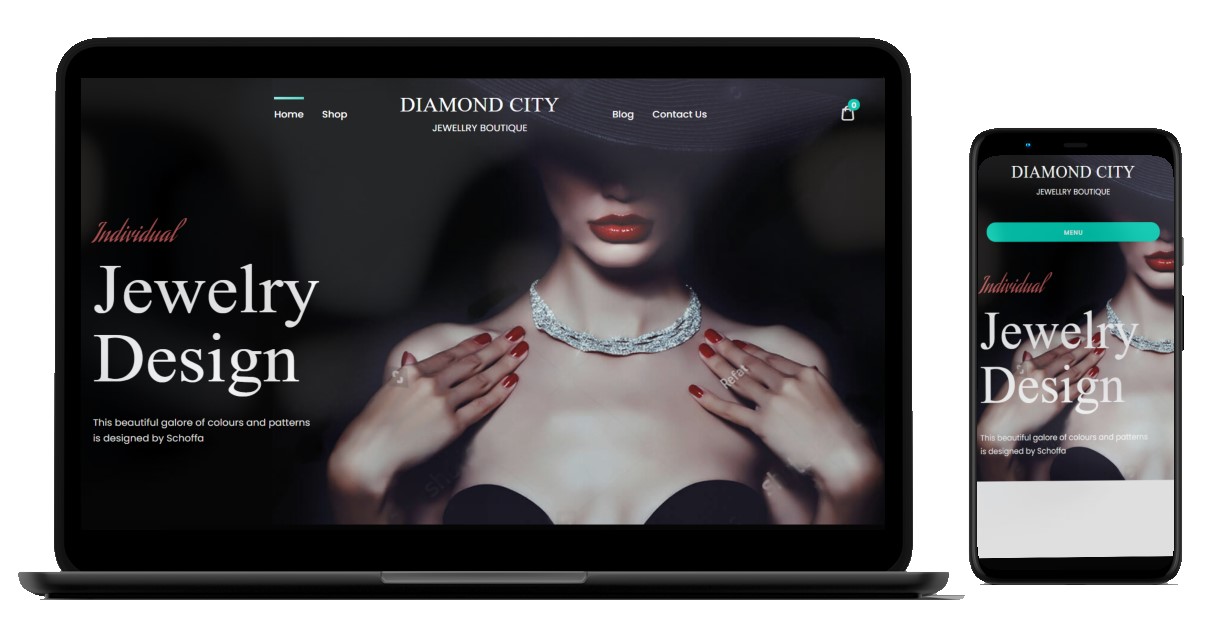 DIAMOND CITY
Home Shop Blog Contact Us 0
JEWELLRY BOUTIQUE
Individual
Jewelry
Design
This beautiful galore of colours and patterns
is designed by Schoffa
DIAMOND CITY
JEWELLRY BOUTIQUE
MENU
Individual
Jewelry
Design
This beautiful galore of colours and patterns
is designed by Schoffa